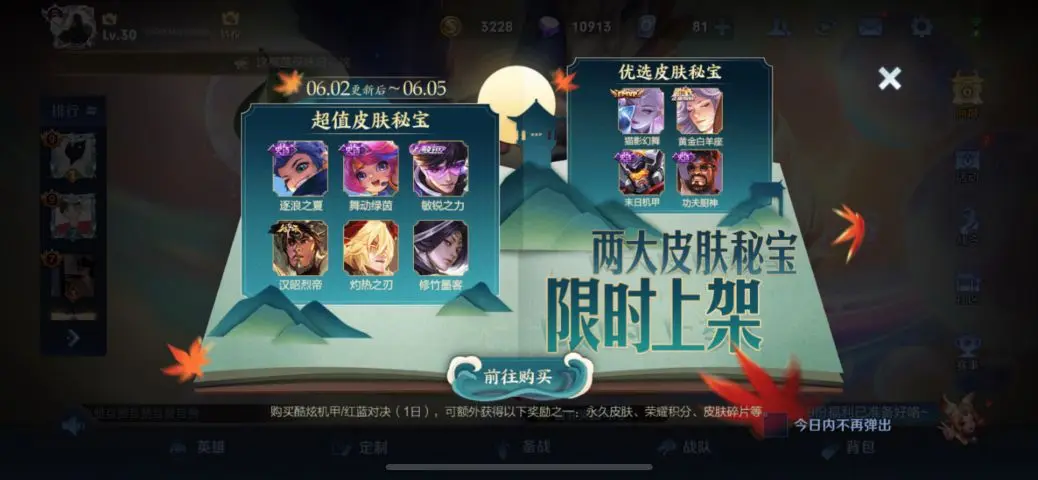 Lv.30
3228
10913
81
排行
06.02更新后~06.05
超值皮肤秘宝
逐浪之夏
舞动绿茵
敏锐之力
汉昭烈帝
灼热之刃
修竹墨客
优选皮肤秘宝
猫影幻舞
黄金白羊座
末日机甲
功夫厨神
两大皮肤秘宝
限时上架
前往购买
购买酷炫机甲/红蓝对决（1日），可额外获得以下奖励之一：永久皮肤、荣耀积分、皮肤碎片等。
今日内不再弹出
英雄
定制
备战
战队
背包